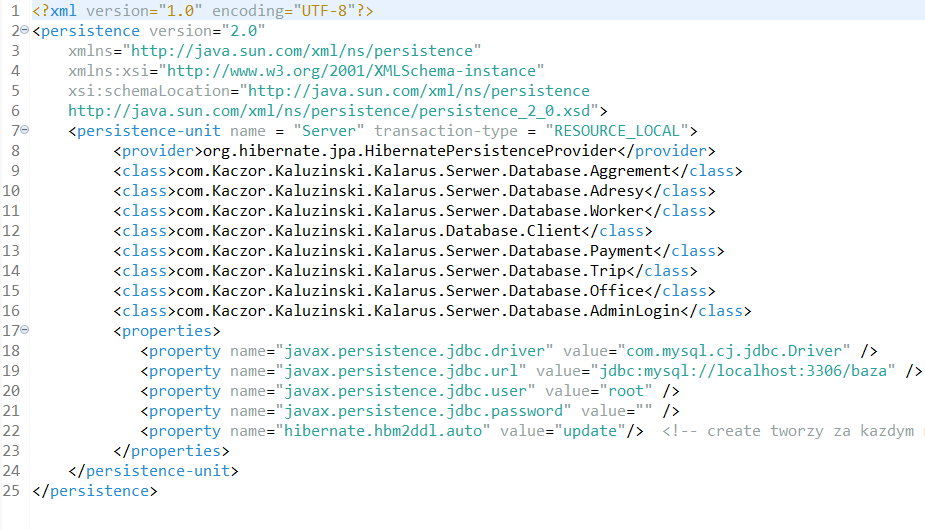 1 <?xml version="1.0" encoding="UTF-8"?>
2 <persistence version="2.0"
3 xmlns="http://java.sun.com/xml/ns/persistence"
4 xmlns:xsi="http://www.w3.org/2001/XMLSchema-instance"
5 xsi:schemaLocation="http://java.sun.com/xml/ns/persistence
6 http://java.sun.com/xml/ns/persistence/persistence_2_0.xsd">
7 <persistence-unit name = "Server" transaction-type = "RESOURCE_LOCAL">
8 <provider>org.hibernate.jpa.HibernatePersistenceProvider</provider>
9 <class>com.Kaczor.Kaluzinski.Kalarus.Serwer.Database.Aggrement</class>
10 <class>com.Kaczor.Kaluzinski.Kalarus.Serwer.Database.Adresy</class>
11 <class>com.Kaczor.Kaluzinski.Kalarus.Serwer.Database.Worker</class>
12 <class>com.Kaczor.Kaluzinski.Kalarus.Database.Client</class>
13 <class>com.Kaczor.Kaluzinski.Kalarus.Serwer.Database.Payment</class>
14 <class>com.Kaczor.Kaluzinski.Kalarus.Serwer.Database.Trip</class>
15 <class>com.Kaczor.Kaluzinski.Kalarus.Serwer.Database.Office</class>
16 <class>com.Kaczor.Kaluzinski.Kalarus.Serwer.Database.AdminLogin</class>
17 <properties>
18 <property name="javax.persistence.jdbc.driver" value="com.mysql.cj.jdbc.Driver" />
19 <property name="javax.persistence.jdbc.url" value="jdbc:mysql://localhost:3306/baza" />
20 <property name="javax.persistence.jdbc.user" value="root" />
21 <property name="javax.persistence.jdbc.password" value="" />
22 <property name="hibernate.hbm2ddl.auto" value="update"/> <!-- create tworzy za kazdym
23 </properties>
24 </persistence-unit>
25 </persistence>